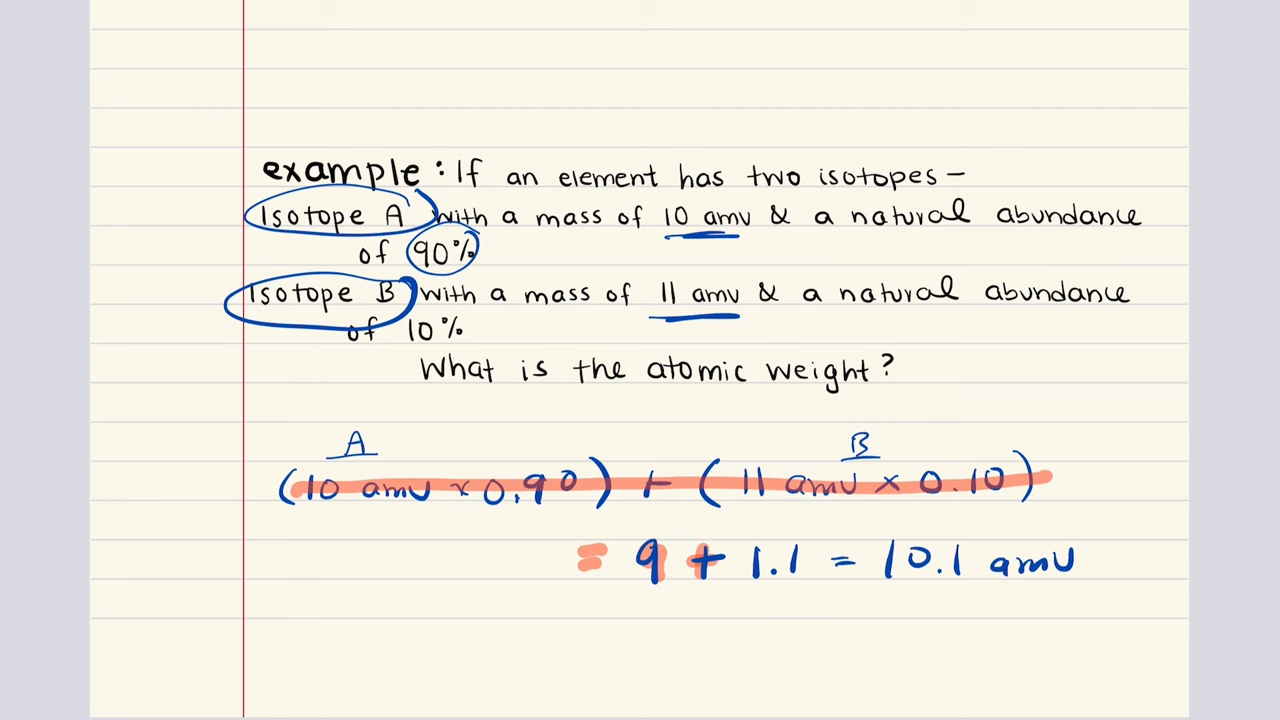 example: If an element has two isotopes –
Isotope A with a mass of 10 amu & a natural abundance
of 90%
Isotope B with a mass of 11 amu & a natural abundance
of 10%
What is the atomic weight?
A B
(10 amu x 0.90) + (11 amu x 0.10)
= 9 + 1.1 = 10.1 amu